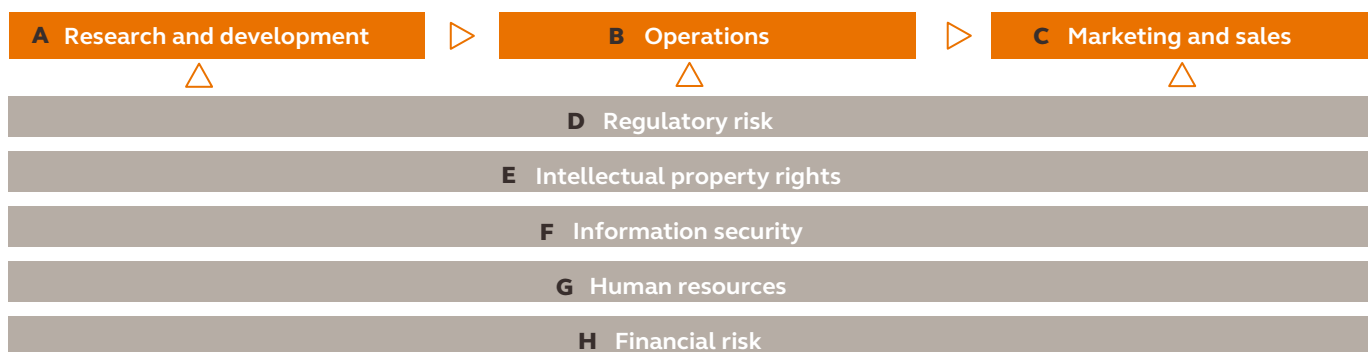 A Research and development
B Operations
C Marketing and sales
D Regulatory risk
E Intellectual property rights
F Information security
G Human resources
H Financial risk